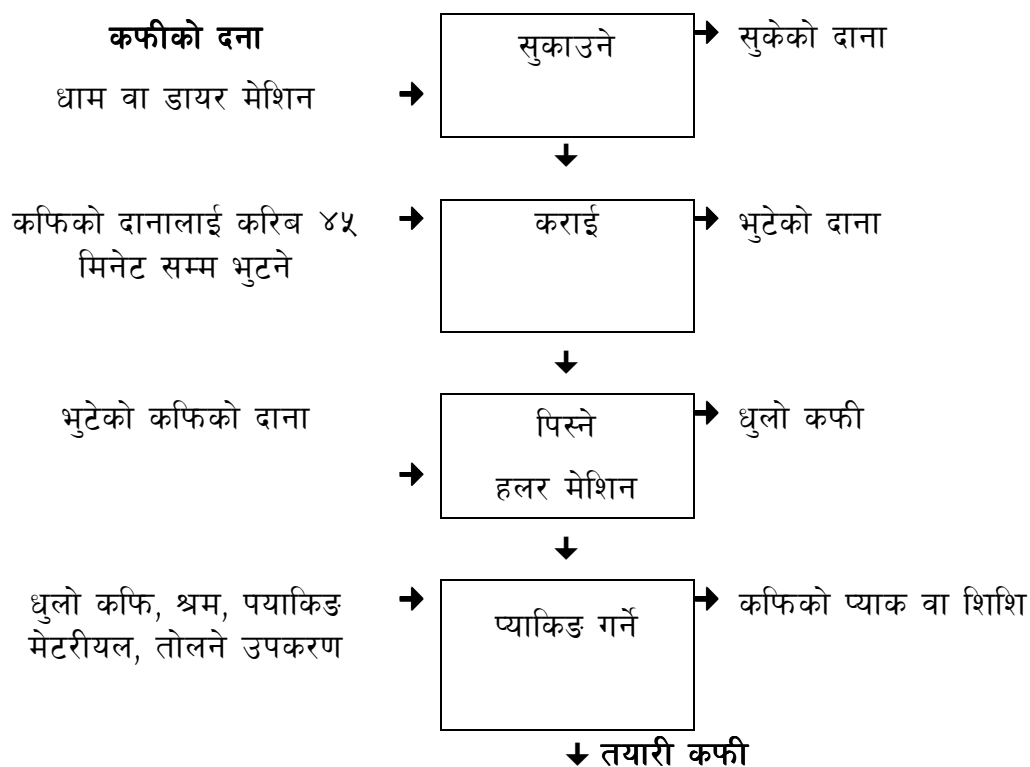 कफीको दना
सुकाउने
सुकेको दाना
धाम वा डायर मेशिन
कफिको दानालाई करिब ४५
मिनेट सम्म भुटने
कराई
भुटेको दाना
भुटेको कफिको दाना
पिस्ने
हलर मेशिन
धुलो कफी
धुलो कफि, श्रम, पयाकिङ
मेटरीयल, तोलने उपकरण
प्याकिङ गर्ने
कफिको प्याक वा शिशि
तयारी कफी